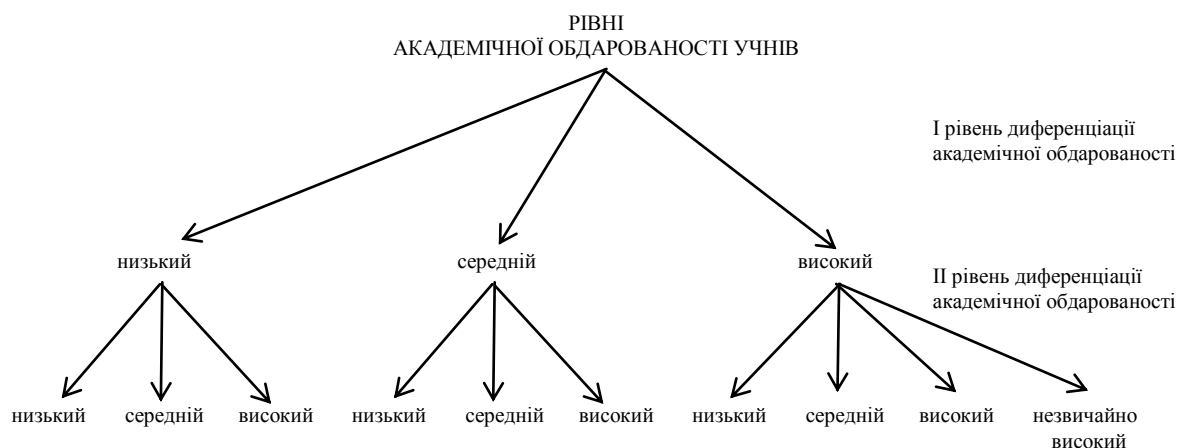 РІВНІ
АКАДЕМІЧНОЇ ОБДАРОВАНОСТІ УЧНІВ
І рівень диференціації
академічної обдарованості
низький
середній
високий
ІІ рівень диференціації
академічної обдарованості
низький
середній
високий
низький
середній
високий
низький
середній
високий
незвичайно
високий